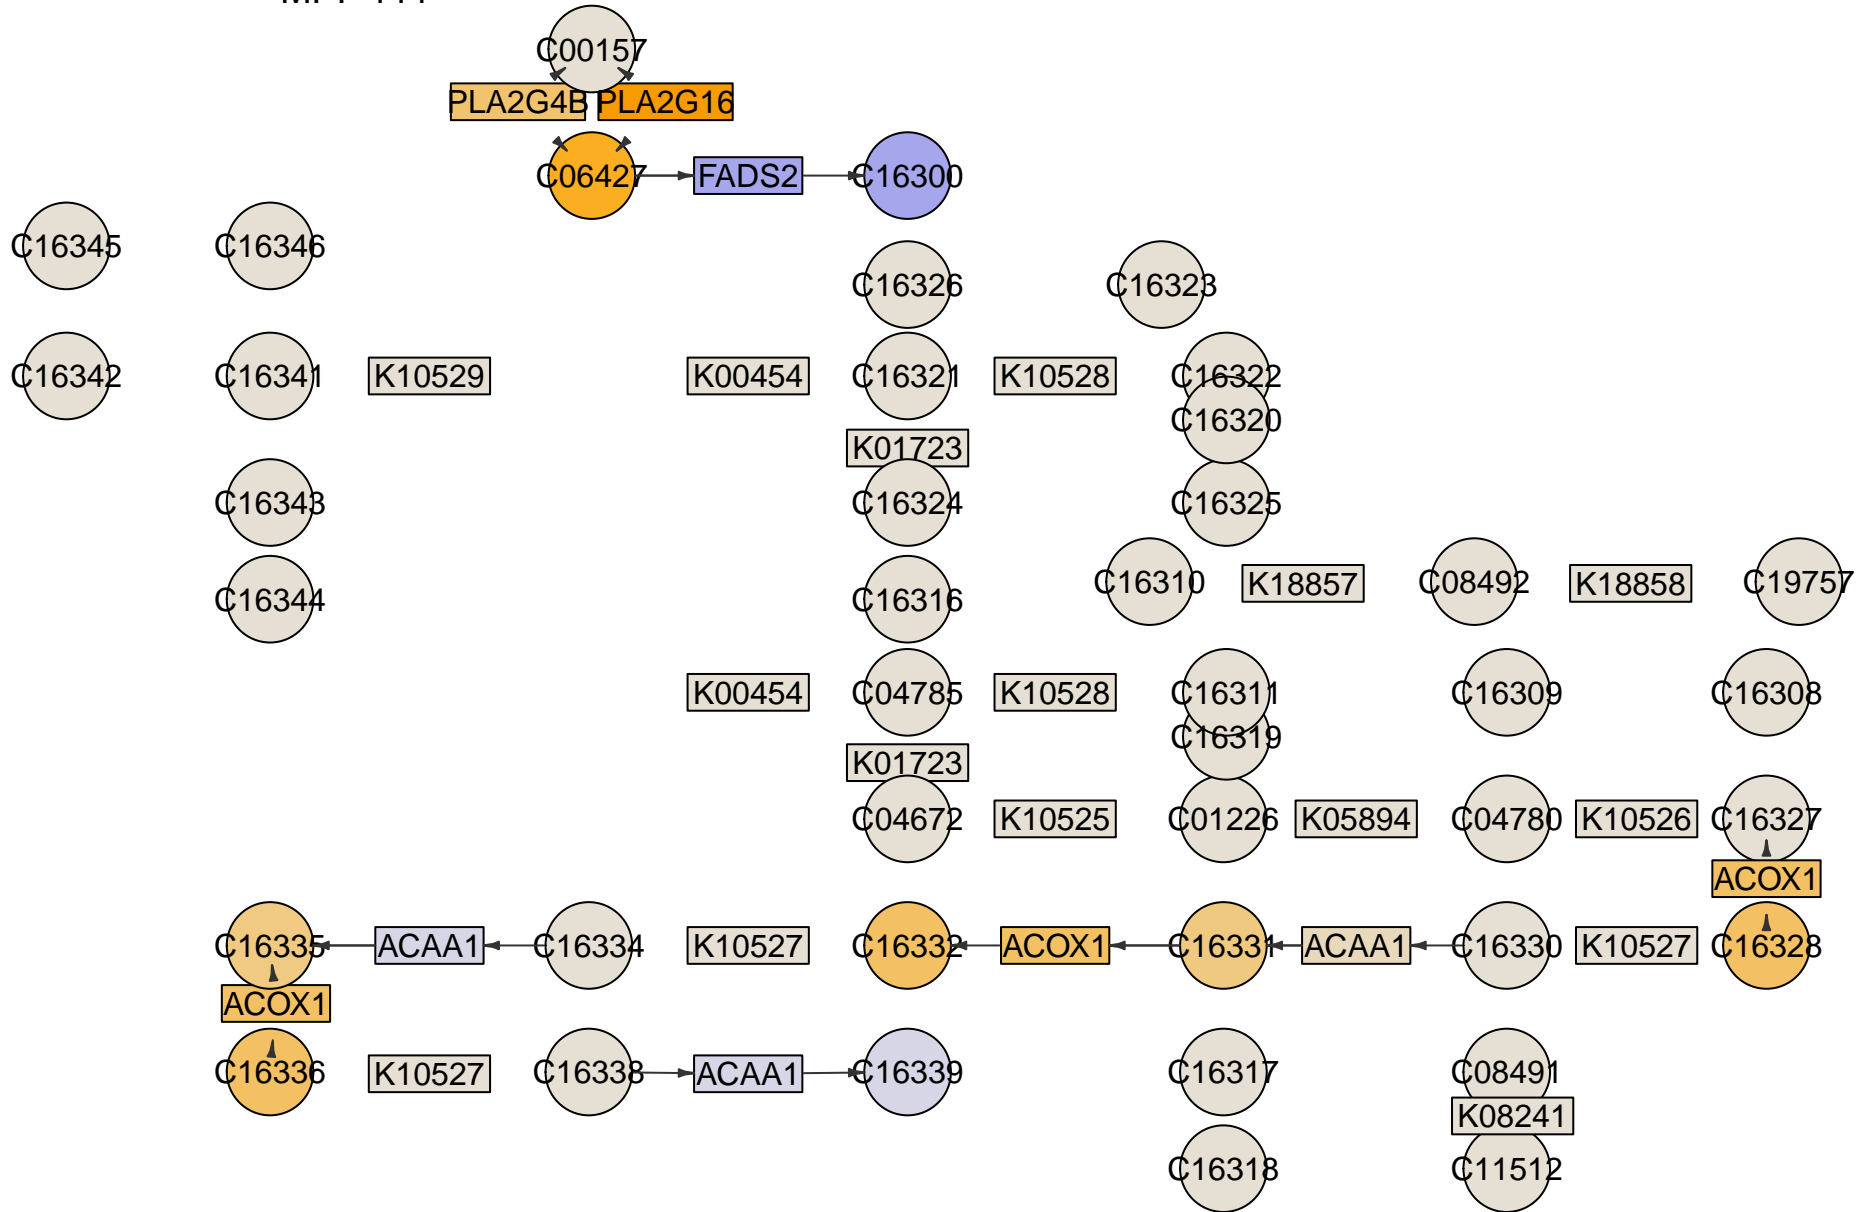 C00157
PLA2G4B PLA2G16
C06427 FADS2 C16300
C16345 C16346
C16326 C16323
C16342 C16341 K10529 K00454 C16321 K10528 C16322
C16320
K01723
C16343 C16324 C16325
C16310 K18857 C08492 K18858 C19757
C16344 C16316
K00454 C04785 K10528 C16311 C16309 C16308
C16319
K01723
C04672 K10525 C01226 K05894 C04780 K10526 C16327
ACOX1
C16335 ACAA1 C16334 K10527 C16332 ACOX1 C16331 ACAA1 C16330 K10527 C16328
ACOX1
C16336 K10527 C16338 ACAA1 C16339 C16317 C08491
K08241
C16318 C11512